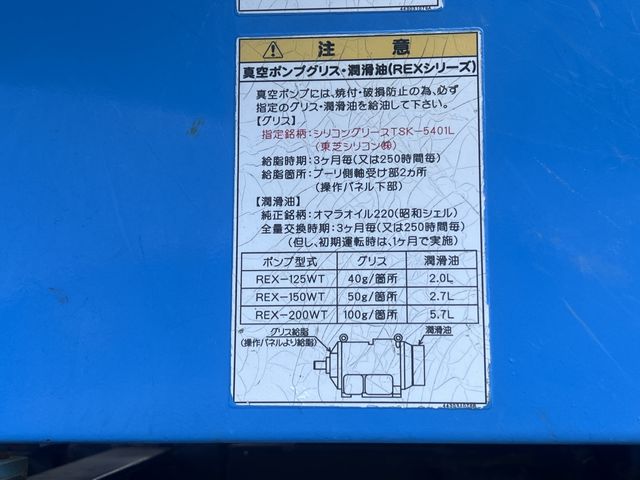 443031076A
⚠ 注意
真空ポンプグリス・潤滑油(REXシリーズ)
真空ポンプには、焼付・破損防止の為、必ず
指定のグリス・潤滑油を給油して下さい。
【グリス】
指定銘柄：シリコングリースTSK-5401L
(東芝シリコン㈱)
給脂時期：3ヶ月毎(又は250時間毎)
給脂箇所：プーリ側軸受け部2ヵ所
(操作パネル下部)
【潤滑油】
純正銘柄：オマラオイル220(昭和シェル)
全量交換時期：3ヶ月毎(又は250時間毎)
(但し、初期運転時は、1ヶ月で実施)
ポンプ型式 グリス 潤滑油
REX-125WT 40g/箇所 2.0L
REX-150WT 50g/箇所 2.7L
REX-200WT 100g/箇所 5.7L
グリス給脂 潤滑油
(操作パネルより給脂)